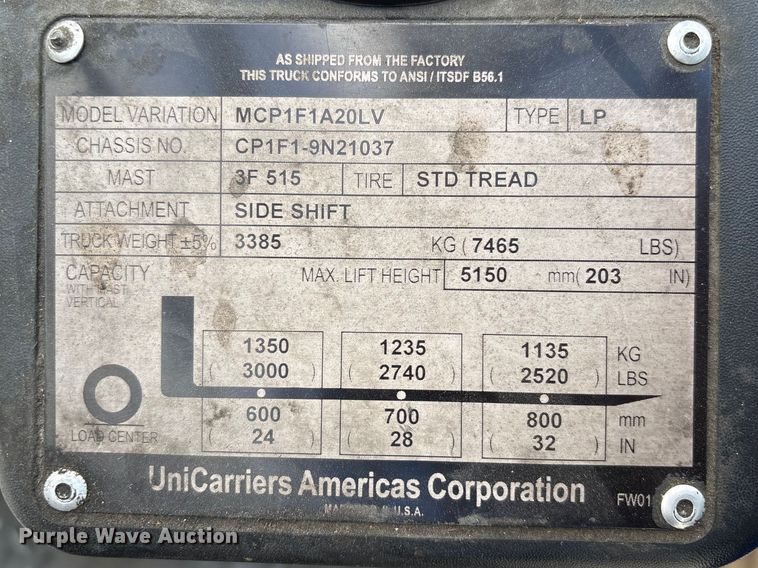 AS SHIPPED FROM THE FACTORY
THIS TRUCK CONFORMS TO ANSI / ITSDF B56.1
MODEL VARIATION MCP1F1A20LV TYPE LP
CHASSIS NO. CP1F1-9N21037
MAST 3F 515 TIRE STD TREAD
ATTACHMENT SIDE SHIFT
TRUCK WEIGHT ±5% 3385 KG ( 7465 LBS)
CAPACITY MAX. LIFT HEIGHT 5150 mm( 203 IN)
WITH MAST
VERTICAL
1350 1235 1135 KG
( 3000 ) ( 2740 ) ( 2520 ) LBS
600 700 800 mm
LOAD CENTER ( 24 ) ( 28 ) ( 32 ) IN
UniCarriers Americas Corporation FW01
U.S.A.
Purple Wave Auction